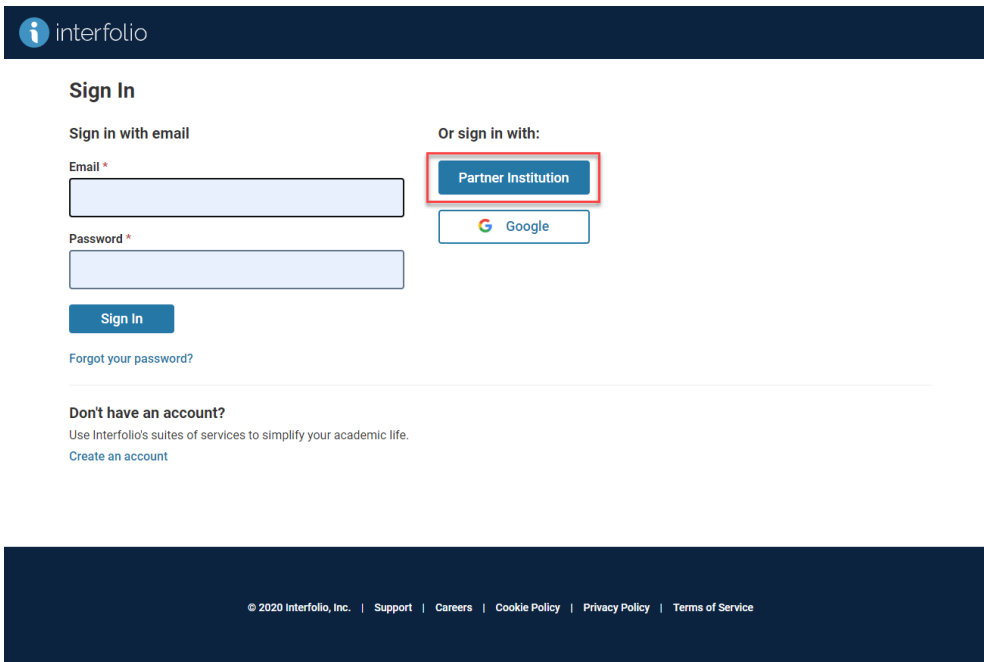 interfolio
Sign In
Sign in with email
Email *
Password *
Sign In
Forgot your password?
Or sign in with:
Partner Institution
Google
Don't have an account?
Use Interfolio's suites of services to simplify your academic life.
Create an account
© 2020 Interfolio, Inc. | Support | Careers | Cookie Policy | Privacy Policy | Terms of Service